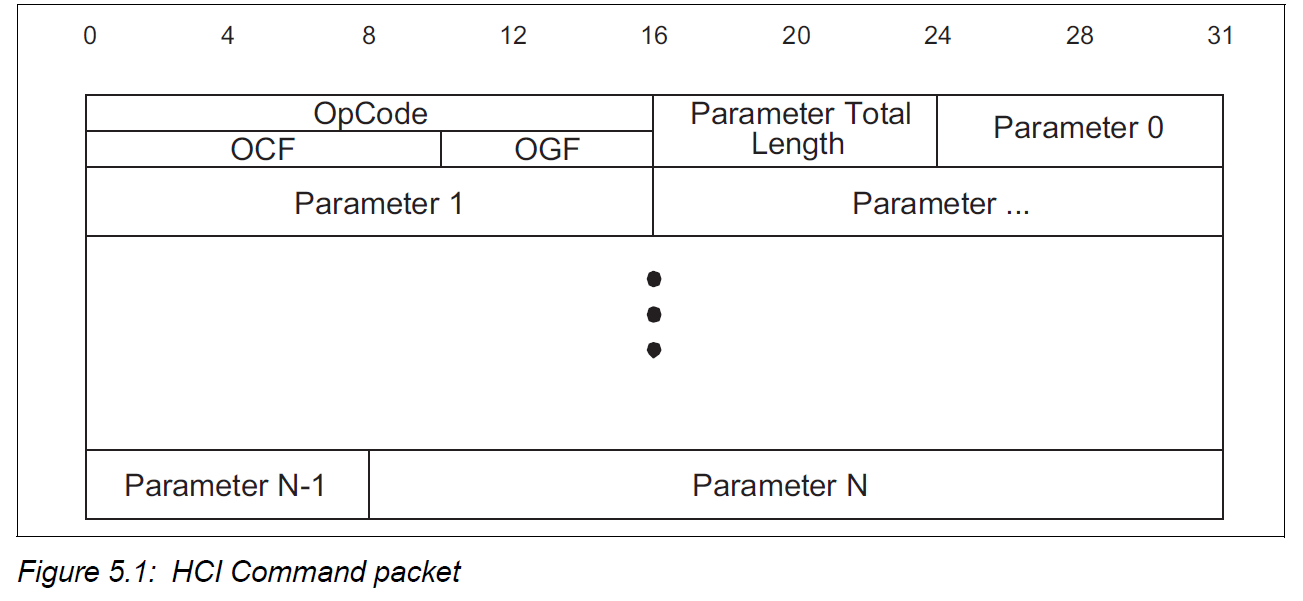 0 4 8 12 16 20 24 28 31
OpCode
OCF OGF
Parameter Total
Length
Parameter 0
Parameter 1 Parameter ...
Parameter N-1 Parameter N
Figure 5.1: HCI Command packet